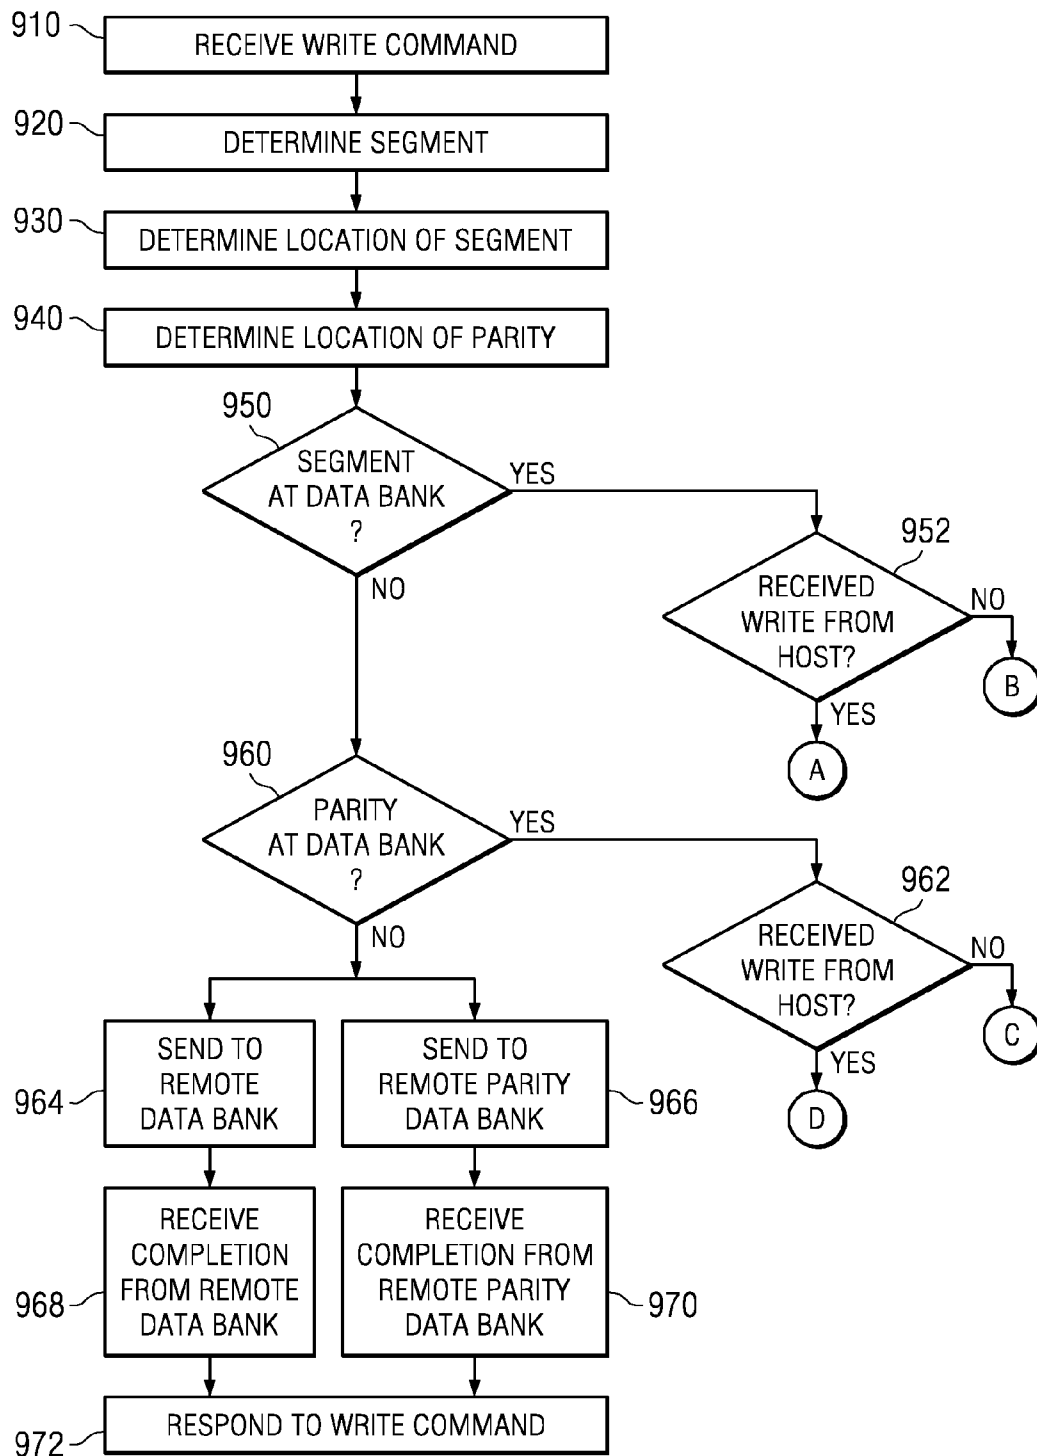 910
RECEIVE WRITE COMMAND
920
DETERMINE SEGMENT
930
DETERMINE LOCATION OF SEGMENT
940
DETERMINE LOCATION OF PARITY
950
SEGMENT
AT DATA BANK
?
YES
NO
952
RECEIVED
WRITE FROM
HOST?
NO
B
YES
A
960
PARITY
AT DATA BANK
?
YES
NO
962
RECEIVED
WRITE FROM
HOST?
NO
C
YES
D
964
SEND TO
REMOTE
DATA BANK
SEND TO
REMOTE PARITY
DATA BANK
966
968
RECEIVE
COMPLETION
FROM REMOTE
DATA BANK
RECEIVE
COMPLETION FROM
REMOTE PARITY
DATA BANK
970
972
RESPOND TO WRITE COMMAND